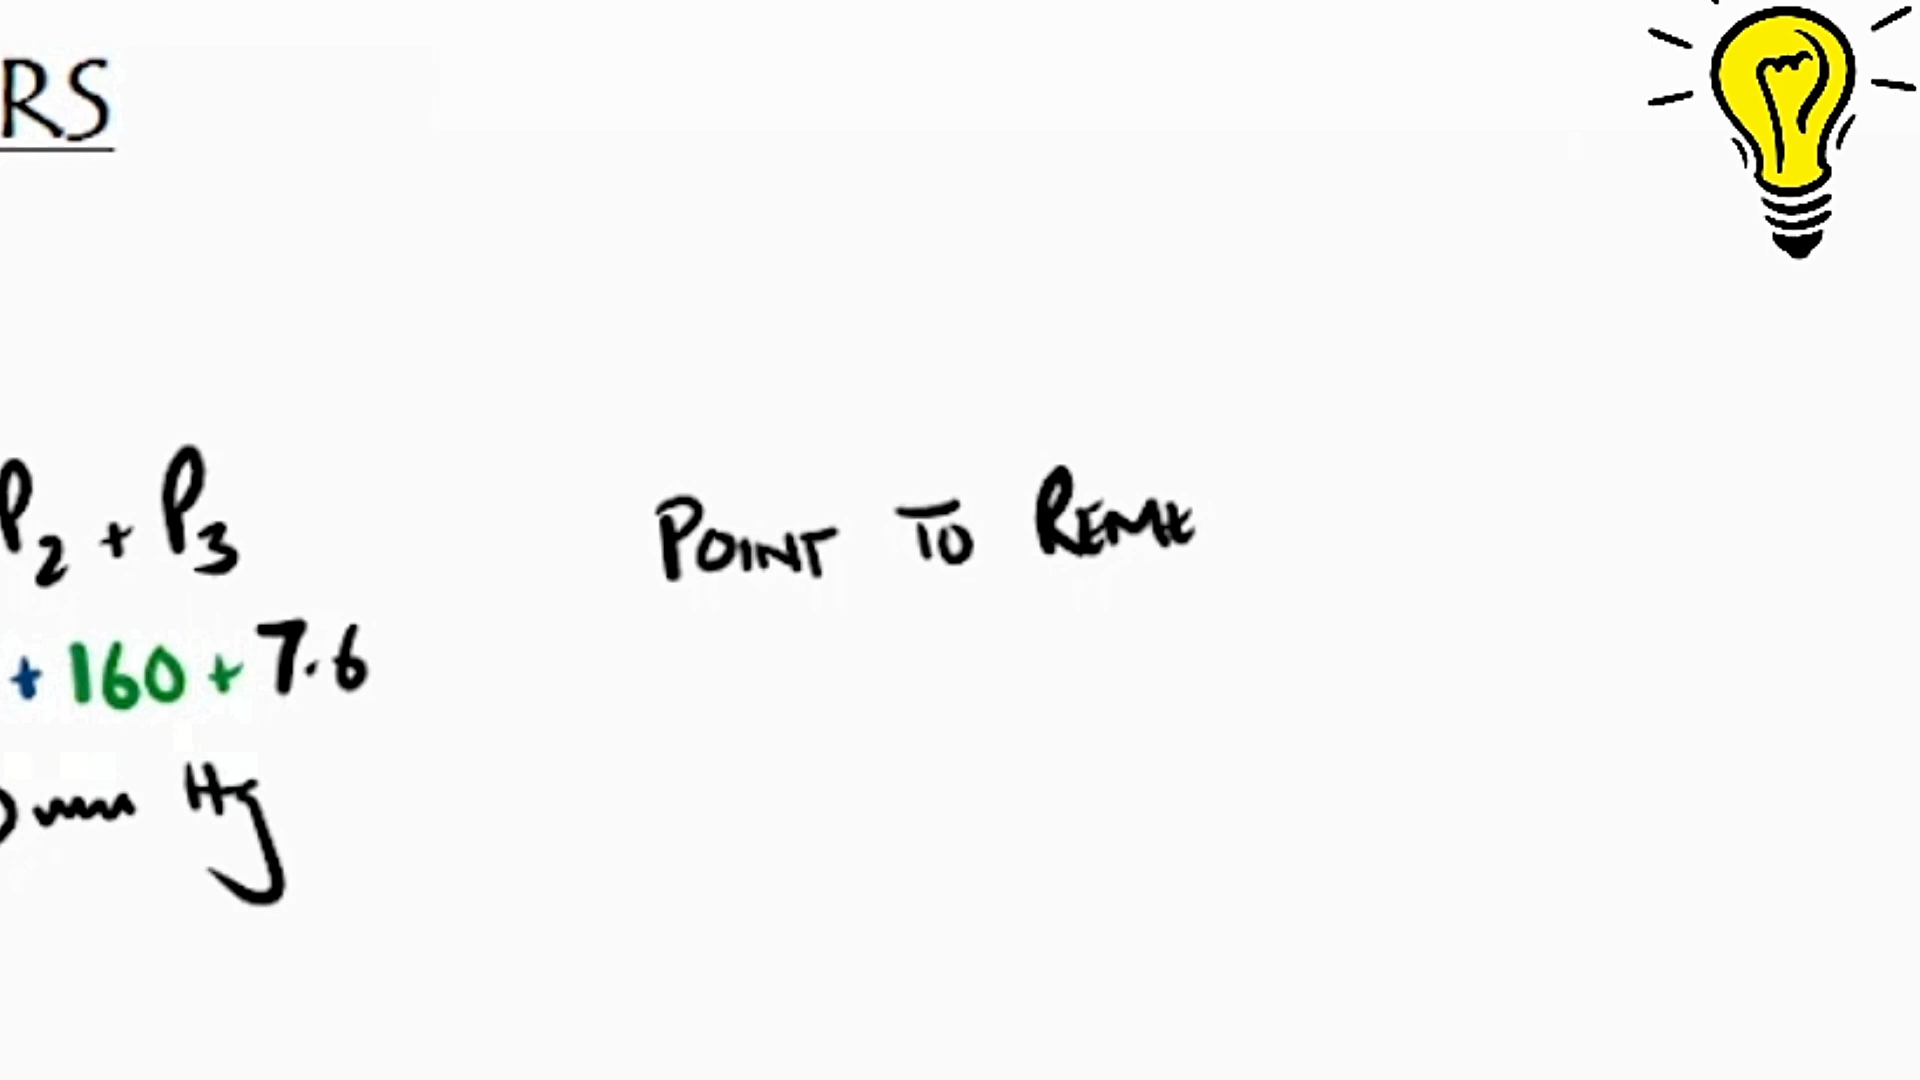 RS
P2 + P3
+ 160 + 7.6
mm Hg
POINT TO REME